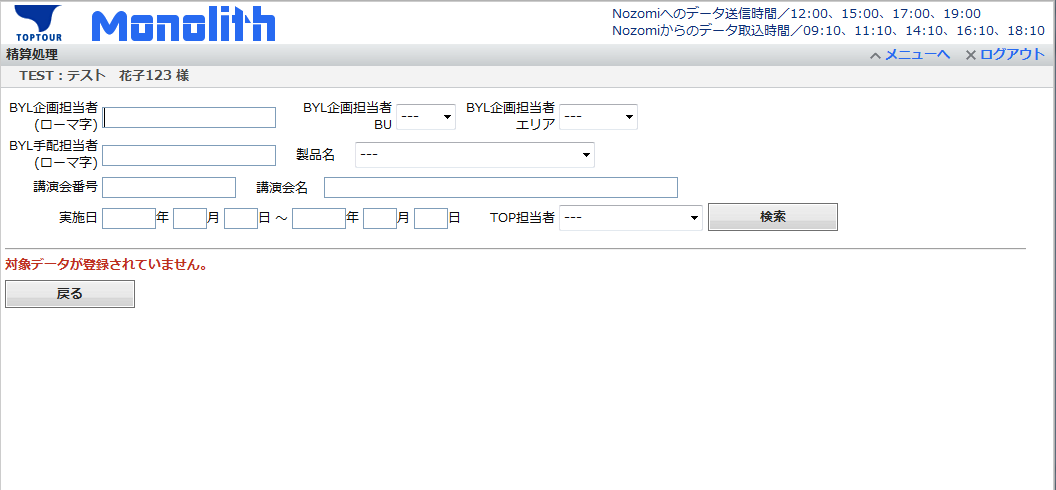 TOPTOUR
Monolith
Nozomiへのデータ送信時間／12:00、15:00、17:00、19:00
Nozomiからのデータ取込時間／09:10、11:10、14:10、16:10、18:10
精算処理 メニューへ ログアウト
TEST：テスト 花子123 様
BYL企画担当者
(ローマ字)
BYL企画担当者
BU
---
BYL企画担当者
エリア
---
BYL手配担当者
(ローマ字)
製品名 ---
講演会番号 講演会名
実施日 年 月 日 ～ 年 月 日 TOP担当者 --- 検索
対象データが登録されていません。
戻る